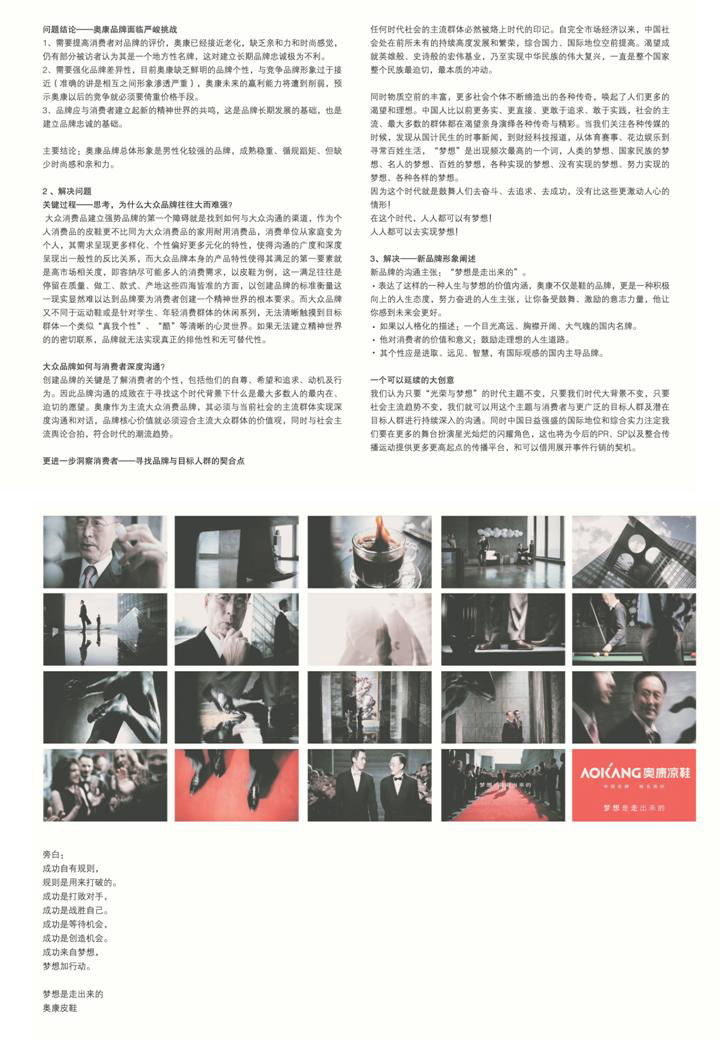 问题结论——奥康品牌面临严峻挑战
1、需要提高消费者对品牌的评价，奥康已经接近老化，缺乏亲和力和时尚感觉，
仍有部分被访者认为其是一个地方性名牌，这对建立长期品牌忠诚极为不利。
2、需要强化品牌差异性，目前奥康缺乏鲜明的品牌个性，与竞争品牌形象过于接
近（准确的讲是相互之间形象渗透严重），奥康未来的赢利能力将遭到削弱，预
示奥康以后的竞争就必须要倚重价格手段。
3、品牌应与消费者建立起新的精神世界的共鸣，这是品牌长期发展的基础，也是
建立品牌忠诚的基础。
主要结论；奥康品牌总体形象是男性化较强的品牌，成熟稳重、循规蹈矩、但缺
少时尚感和亲和力。
2 、解决问题
关键过程——思考，为什么大众品牌往往大而难强?
大众消费品建立强势品牌的第一个障碍就是找到如何与大众沟通的渠道，作为个
人消费品的皮鞋更不比同为大众消费品的家用耐用消费品，消费单位从家庭变为
个人，其需求呈现更多样化、个性偏好更多元化的特性，使得沟通的广度和深度
呈现出一般性的反比关系，而大众品牌本身的产品特性使得其满足的第一要素就
是高市场相关度，即容纳尽可能多人的消费需求，以皮鞋为例，这一满足往往是
停留在质量、做工、款式、产地这些四海皆准的方面，以创建品牌的标准衡量这
一现实显然难以达到品牌要为消费者创建一个精神世界的根本要求。而大众品牌
又不同于运动鞋或是针对学生、年轻消费群体的休闲系列，无法清晰触摸到目标
群体一个类似“真我个性”、“酷”等清晰的心灵世界。如果无法建立精神世界
的的密切联系，品牌就无法实现真正的排他性和无可替代性。
大众品牌如何与消费者深度沟通?
创建品牌的关键是了解消费者的个性，包括他们的自尊、希望和追求、动机及行
为。因此品牌沟通的成败在于寻找这个时代背景下什么是最大多数人的最内在、
迫切的愿望。奥康作为主流大众消费品牌，其必须与当前社会的主流群体实现深
度沟通和对话，品牌核心价值就必须迎合主流大众群体的价值观，同时与社会主
流舆论合拍，符合时代的潮流趋势。
更进一步洞察消费者——寻找品牌与目标人群的契合点
任何时代社会的主流群体必然被烙上时代的印记。自完全市场经济以来，中国社
会处在前所未有的持续高度发展和繁荣，综合国力、国际地位空前提高。渴望成
就英雄般、史诗般的宏伟基业，乃至实现中华民族的伟大复兴，一直是整个国家
整个民族最迫切，最本质的冲动。
同时物质空前的丰富，更多社会个体不断缔造出的各种传奇，唤起了人们更多的
渴望和理想。中国人比以前更务实、更直接、更敢于追求、敢于实践，社会的主
流、最大多数的群体都在渴望亲身演绎各种传奇与精彩。当我们关注各种传媒的
时候，发现从国计民生的时事新闻，到财经科技报道，从体育赛事、花边娱乐到
寻常百姓生活，“梦想”是出现频次最高的一个词，人类的梦想、国家民族的梦
想、名人的梦想、百姓的梦想，各种实现的梦想、没有实现的梦想、努力实现的
梦想、各种各样的梦想。
因为这个时代就是鼓舞人们去奋斗、去追求、去成功，没有比这些更激动人心的
情形!
在这个时代，人人都可以有梦想!
人人都可以去实现梦想!
3、解决——新品牌形象阐述
新品牌的沟通主张；“梦想是走出来的”。
·表达了这样的一种人生与梦想的价值内涵，奥康不仅是鞋的品牌，更是一种积极
向上的人生态度，努力奋进的人生主张，让你备受鼓舞、激励的意志力量，他让
你感到未来会更好。
· 如果以人格化的描述；一个目光高远、胸襟开阔、大气魄的国内名牌。
· 他对消费者的价值和意义；鼓励走理想的人生道路。
· 其个性应是进取、远见、智慧，有国际观感的国内主导品牌。
一个可以延续的大创意
我们认为只要“光荣与梦想”的时代主题不变，只要我们时代大背景不变，只要
社会主流趋势不变，我们就可以用这个主题与消费者与更广泛的目标人群及潜在
目标人群进行持续深入的沟通。同时中国日益强盛的国际地位和综合实力注定我
们要在更多的舞台扮演星光灿烂的闪耀角色，这也将为今后的PR、SP以及整合传
播运动提供更多更高起点的传播平台，和可以借用展开事件行销的契机。
梦想是走出来的
AOKANG奥康凉鞋
梦想是走出来的
旁白；
成功自有规则，
规则是用来打破的。
成功是打败对手，
成功是战胜自己。
成功是等待机会，
成功是创造机会。
成功来自梦想，
梦想加行动。
梦想是走出来的
奥康皮鞋